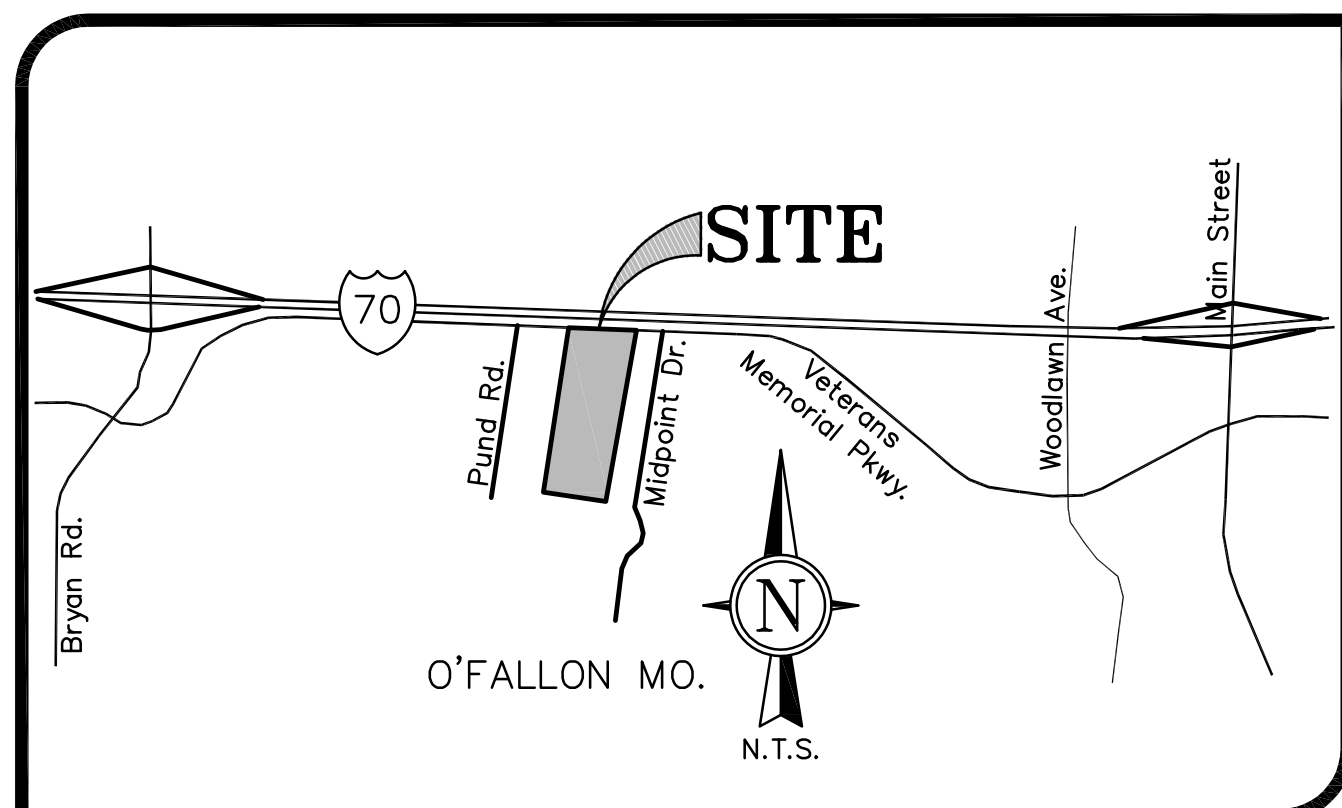 Main Street
SITE
70
Woodlawn Ave.
Pund Rd.
Midpoint Dr.
Veterans
Memorial Pkwy.
Bryan Rd.
N
O'FALLON MO.
N.T.S.